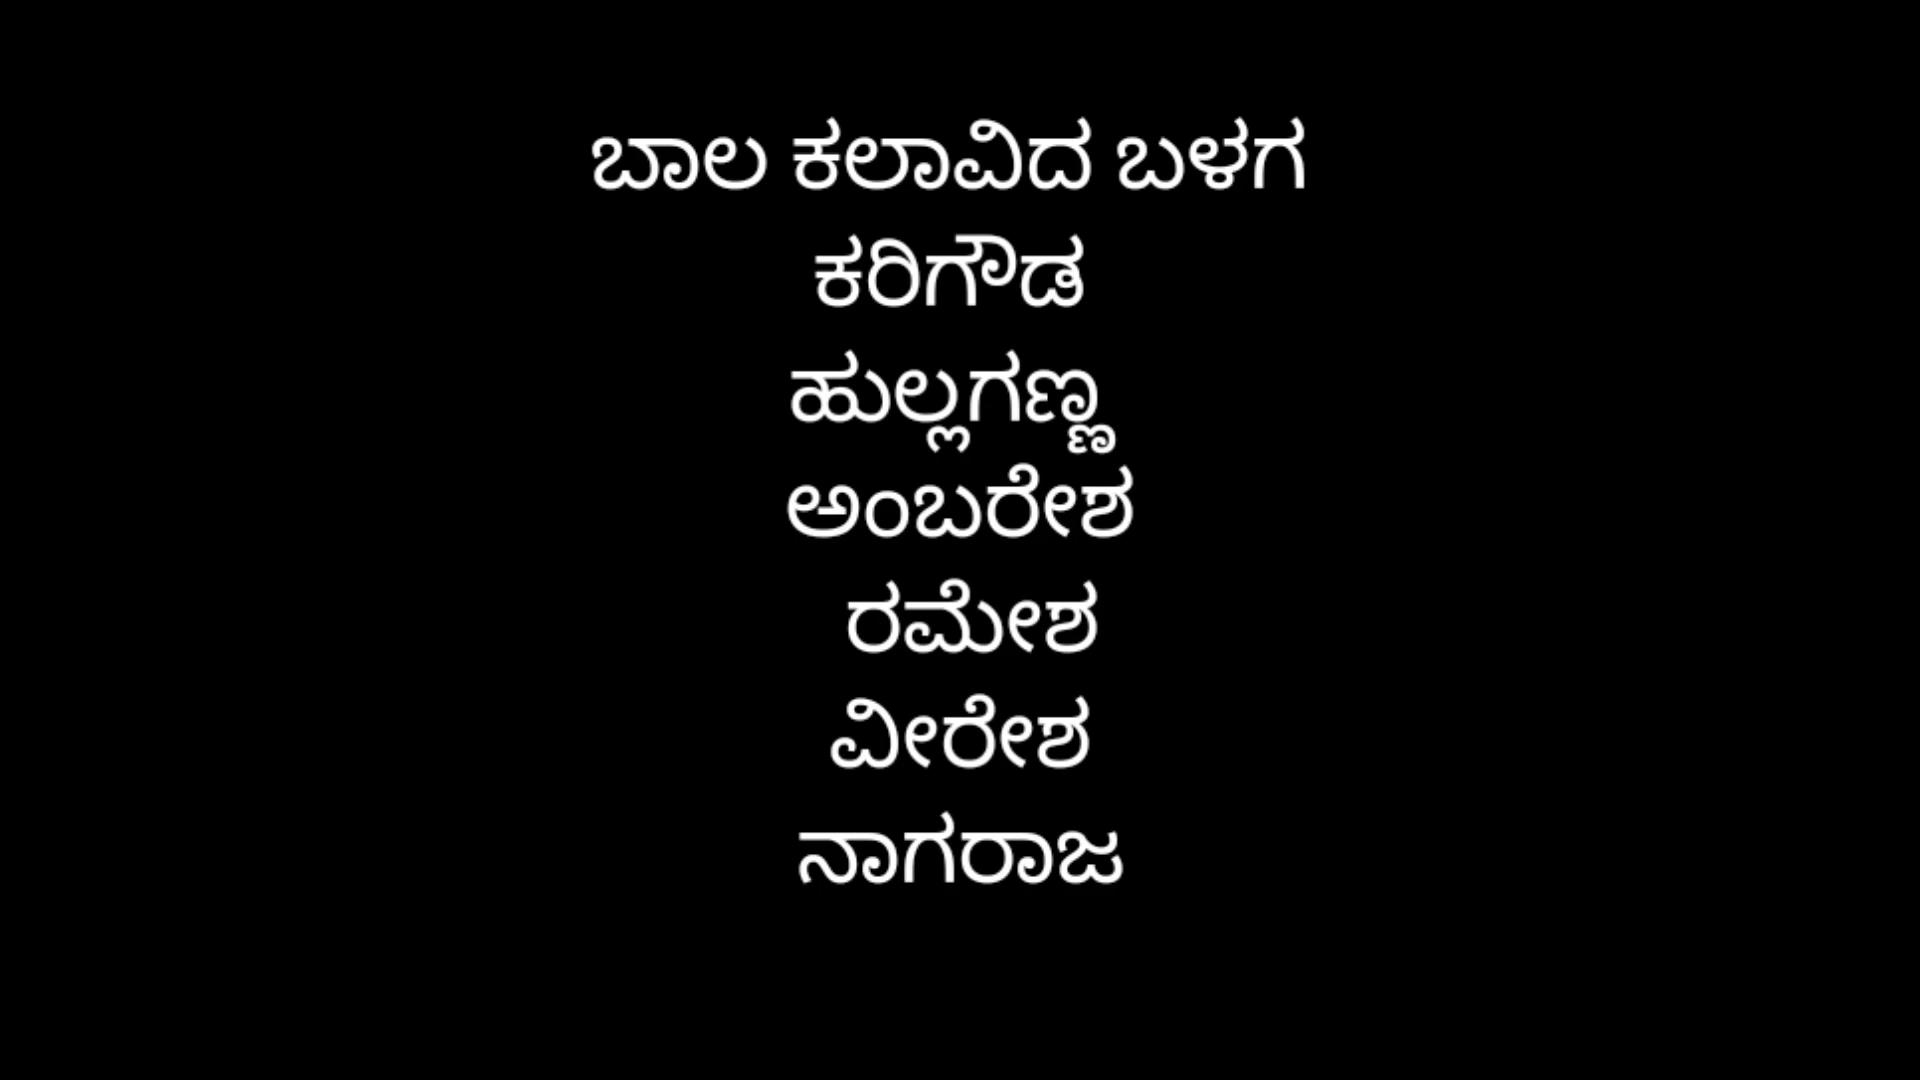 ಬಾಲ ಕಲಾವಿದ ಬಳಗ
ಕರಿಗೌಡ
ಹುಲ್ಲಗಣ್ಣ
ಅಂಬರೇಶ
ರಮೇಶ
ವೀರೇಶ
ನಾಗರಾಜ